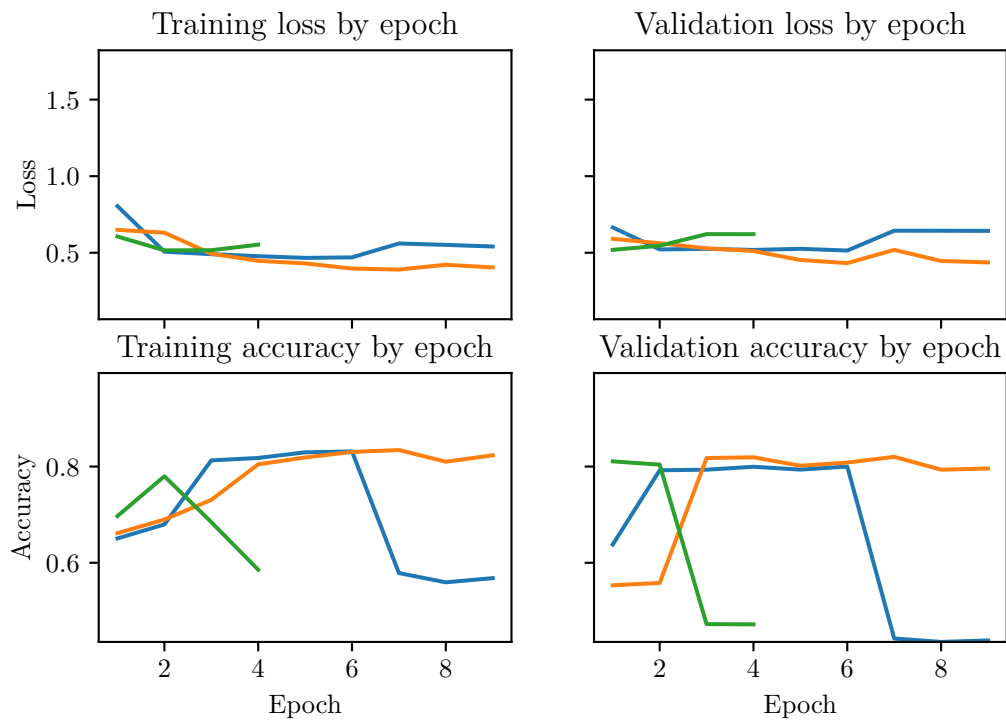 Training loss by epoch
Validation loss by epoch
1.5
1.0
0.5
Loss
Training accuracy by epoch
Validation accuracy by epoch
0.8
0.6
Accuracy
2 4 6 8
2 4 6 8
Epoch
Epoch